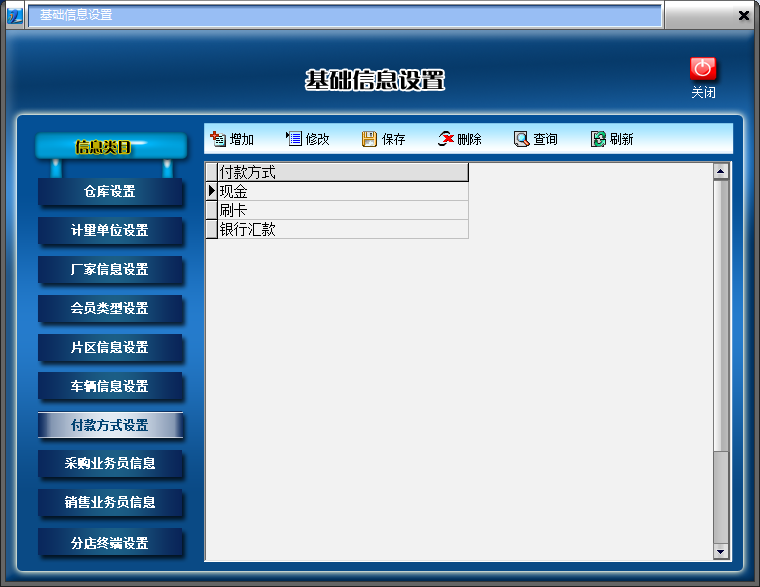 基础信息设置
基础信息设置
关闭
信息类目
增加 修改 保存 删除 查询 刷新
仓库设置
计量单位设置
厂家信息设置
会员类型设置
片区信息设置
车辆信息设置
付款方式设置
采购业务员信息
销售业务员信息
分店终端设置
付款方式
现金
刷卡
银行汇款